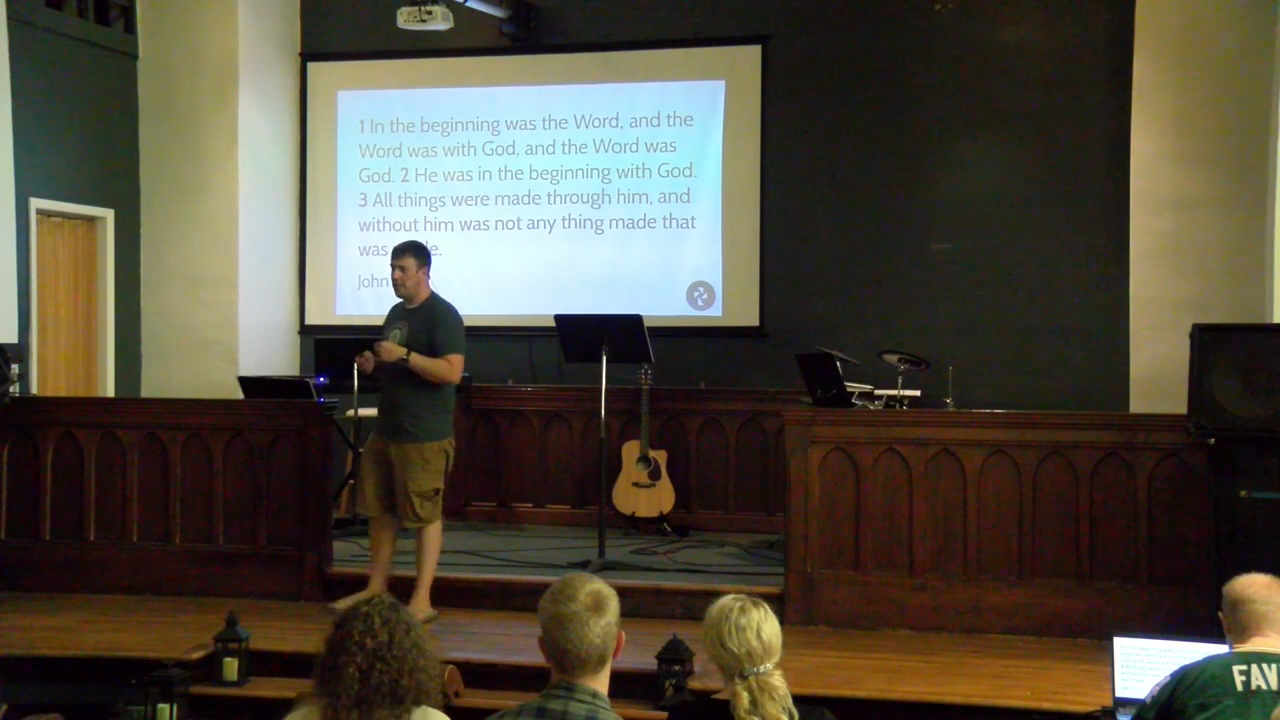 1 In the beginning was the Word, and the
Word was with God, and the Word was
God. 2 He was in the beginning with God.
3 All things were made through him, and
without him was not any thing made that
was
John
FAV